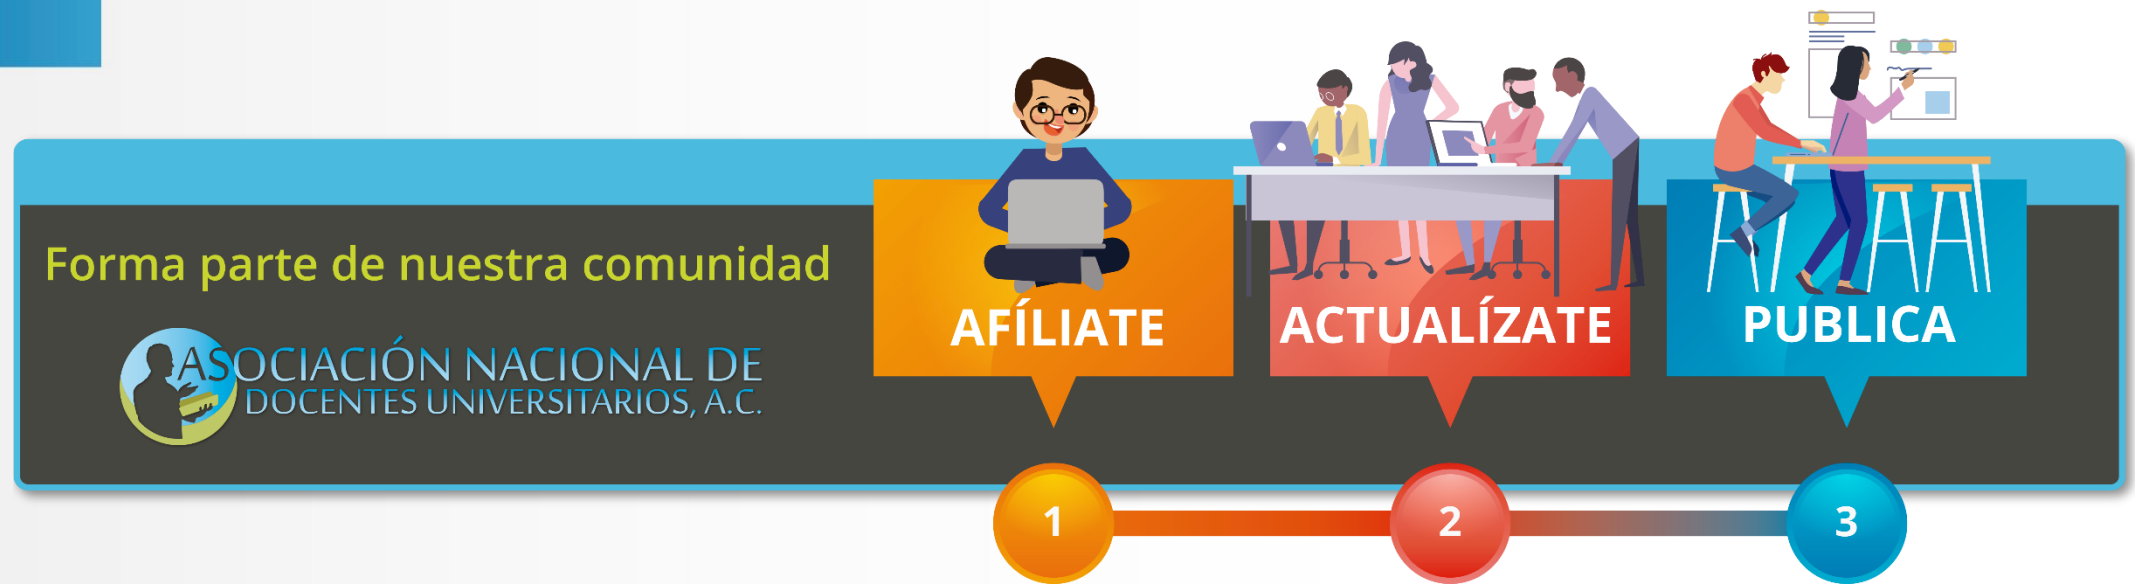 Forma parte de nuestra comunidad
ASOCIACIÓN NACIONAL DE
DOCENTES UNIVERSITARIOS, A.C.
AFÍLIATE
ACTUALÍZATE
PUBLICA
1
2
3